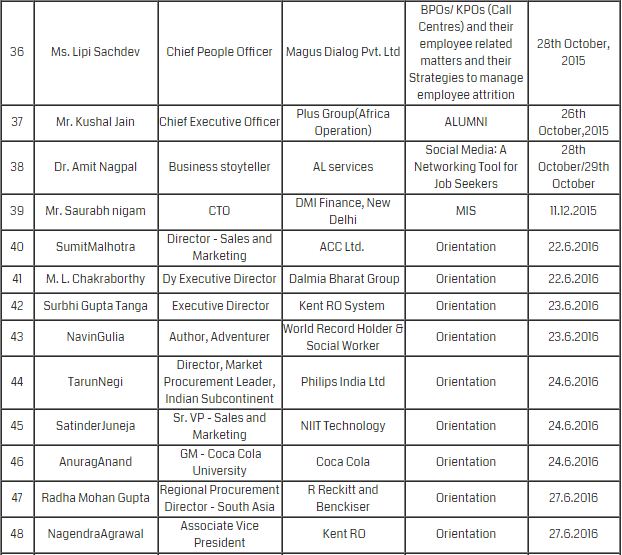 36 Ms. Lipi Sachdev Chief People Officer Magus Dialog Pvt. Ltd BPOs/ KPOs (Call Centres) and their employee related matters and their Strategies to manage employee attrition 28th October, 2015
37 Mr. Kushal Jain Chief Executive Officer Plus Group(Africa Operation) ALUMNI 26th October,2015
38 Dr. Amit Nagpal Business stoyteller AL services Social Media: A Networking Tool for Job Seekers 28th October/29th October
39 Mr. Saurabh nigam CTO DMI Finance, New Delhi MIS 11.12.2015
40 SumitMalhotra Director - Sales and Marketing ACC Ltd. Orientation 22.6.2016
41 M. L. Chakraborthy Dy Executive Director Dalmia Bharat Group Orientation 22.6.2016
42 Surbhi Gupta Tanga Executive Director Kent RO System Orientation 23.6.2016
43 NavinGulia Author, Adventurer World Record Holder & Social Worker Orientation 23.6.2016
44 TarunNegi Director, Market Procurement Leader, Indian Subcontinent Philips India Ltd Orientation 24.6.2016
45 SatinderJuneja Sr. VP - Sales and Marketing NIIT Technology Orientation 24.6.2016
46 AnuragAnand GM - Coca Cola University Coca Cola Orientation 24.6.2016
47 Radha Mohan Gupta Regional Procurement Director - South Asia R Reckitt and Benckiser Orientation 27.6.2016
48 NagendraAgrawal Associate Vice President Kent RO Orientation 27.6.2016